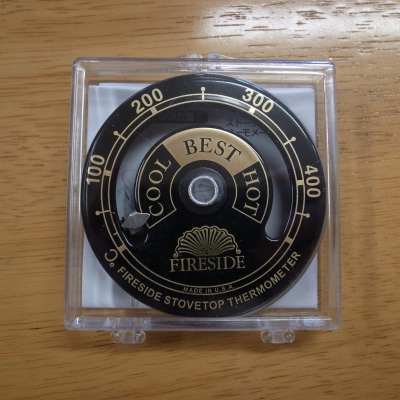 200
300
100
400
COOL BEST HOT
FIRESIDE
MADE IN U.S.A.
°C FIRESIDE STOVETOP THERMOMETER